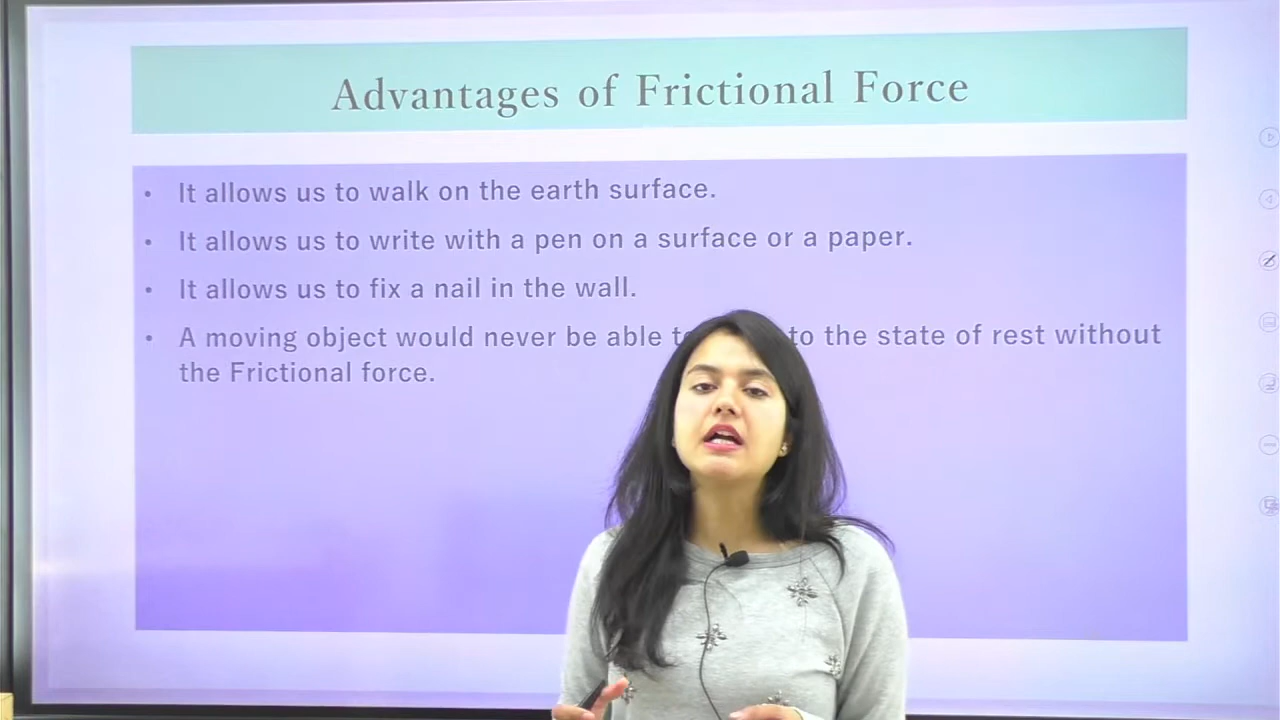 Advantages of Frictional Force
• It allows us to walk on the earth surface.
• It allows us to write with a pen on a surface or a paper.
• It allows us to fix a nail in the wall.
• A moving object would never be able to the state of rest without
the Frictional force.